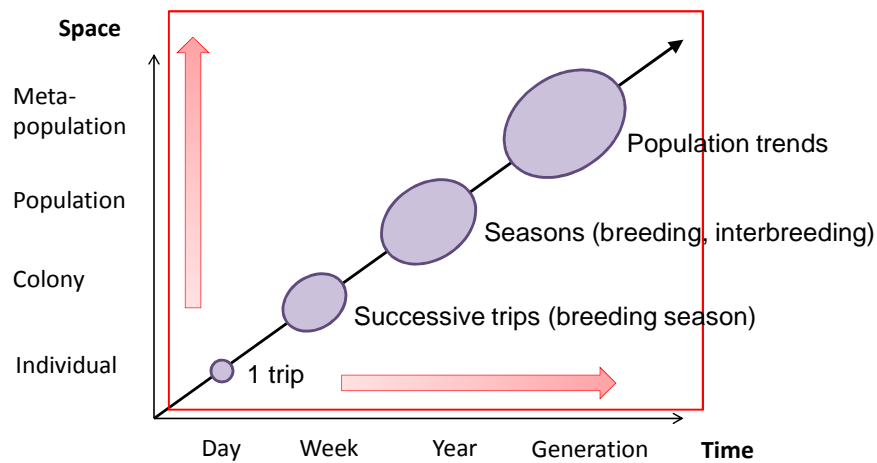 Space
Meta-
population
Population trends
Population
Seasons (breeding, interbreeding)
Colony
Successive trips (breeding season)
Individual
1 trip
Day
Week
Year
Generation
Time